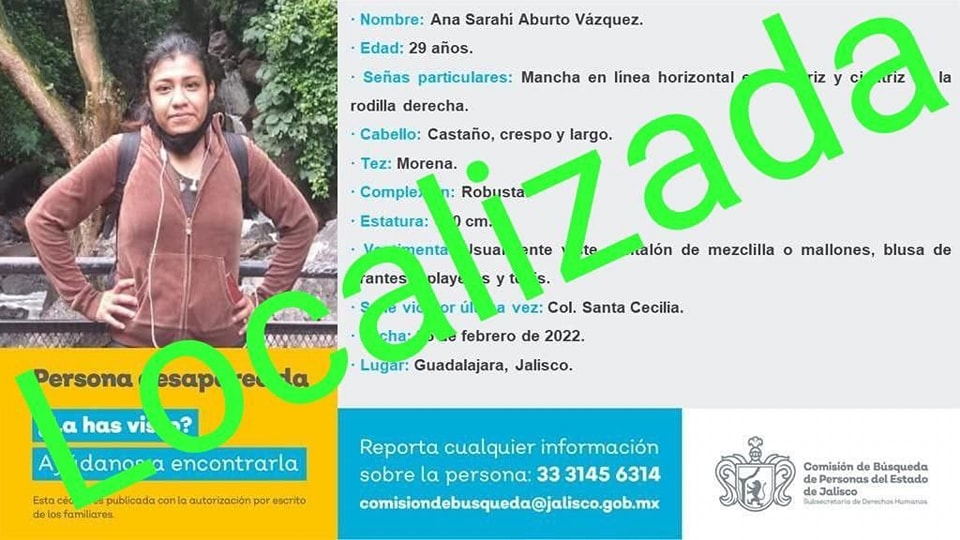 · Nombre: Ana Sarahí Aburto Vázquez.
· Edad: 29 años.
· Señas particulares: Mancha en línea horizontal la
rodilla derecha.
· Cabello: Castaño, crespo y largo.
· Tez: Morena.
· Complexión: Robusta.
· Estatura: cm.
· Vestimenta: Usualmente viste pantalón de mezclilla o mallones, blusa de
tirantes, playeras y tenis.
· Se le vio por última vez: Col. Santa Cecilia.
· Fecha: de febrero de 2022.
· Lugar: Guadalajara, Jalisco.
Localizada
Persona desaparecida
¿La has visto?
Ayúdanos a encontrarla
Esta cédula es publicada con la autorización por escrito
de los familiares.
Reporta cualquier información
sobre la persona: 33 3145 6314
comisiondebusqueda@jalisco.gob.mx
Comisión de Búsqueda
de Personas del Estado
de Jalisco
Subsecretaría de Derechos Humanos